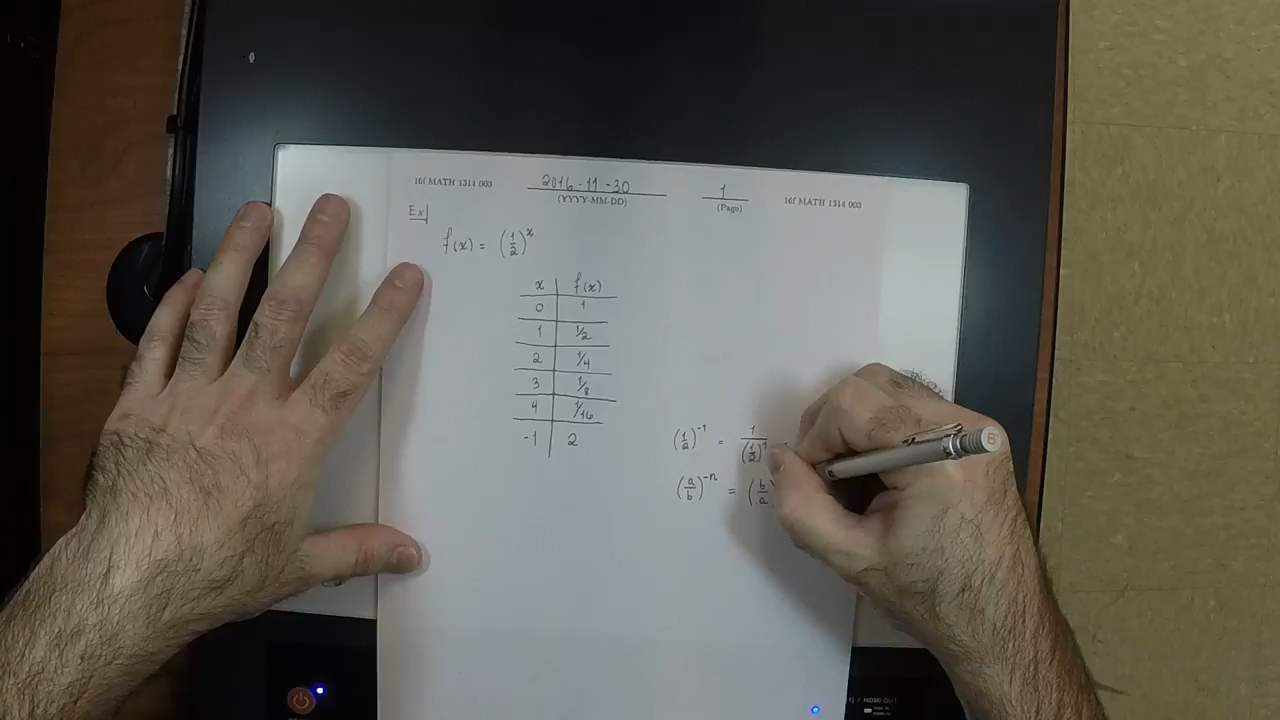 16f MATH 1314 003 2016-11-30 1 16f MATH 1314 003
(YYYY-MM-DD) (Page)
Ex
f(x) = (1/2)^x
x f(x)
0 1
1 1/2
2 1/4
3 1/8
4 1/16
-1 2
(1/2)^-1 = 1/(1/2)^1
(a/b)^-n = (b/a)
HDMI OUT